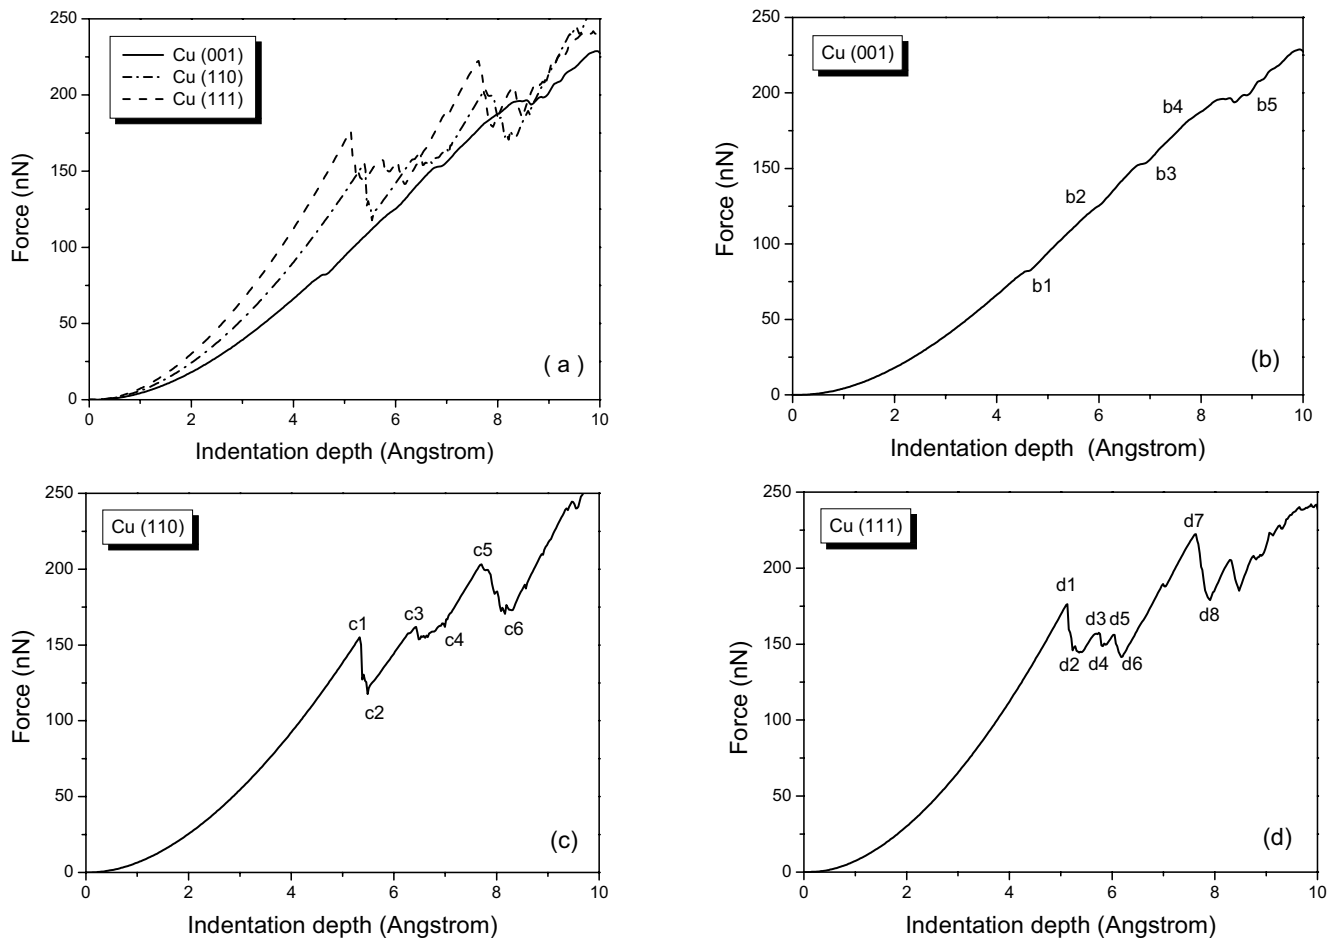 Cu (001)
Cu (110)
Cu (111)
250
200
150
100
50
0
Force (nN)
0 2 4 6 8 10
Indentation depth (Angstrom)
( a )
Cu (001)
250
200
150
100
50
0
Force (nN)
b1
b2
b3
b4
b5
(b)
0 2 4 6 8 10
Indentation depth (Angstrom)
Cu (110)
250
200
150
100
50
0
Force (nN)
c1
c2
c3
c4
c5
c6
(c)
0 2 4 6 8 10
Indentation depth (Angstrom)
Cu (111)
250
200
150
100
50
0
Force (nN)
d1
d2
d3
d4
d5
d6
d7
d8
(d)
0 2 4 6 8 10
Indentation depth (Angstrom)